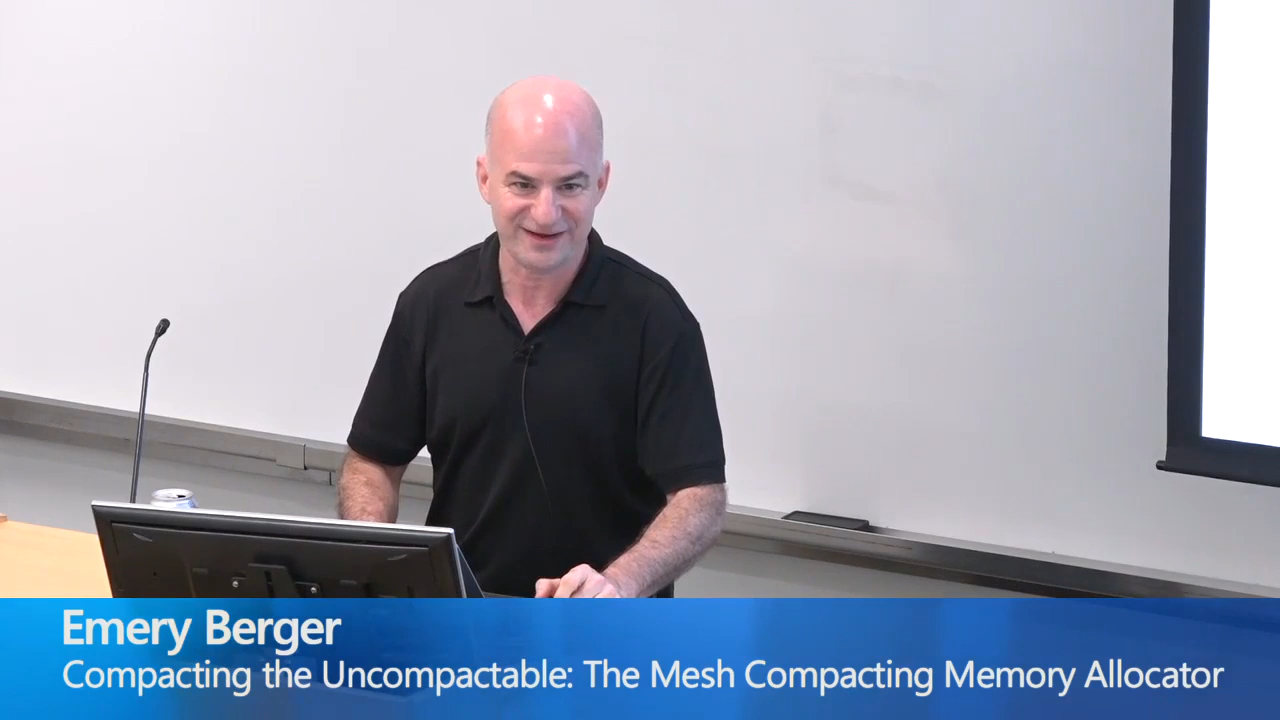 Emery Berger
Compacting the Uncompactable: The Mesh Compacting Memory Allocator